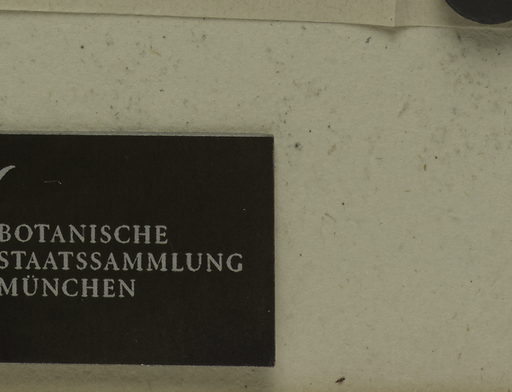 BOTANISCHE
STAATSSAMMLUNG
MÜNCHEN